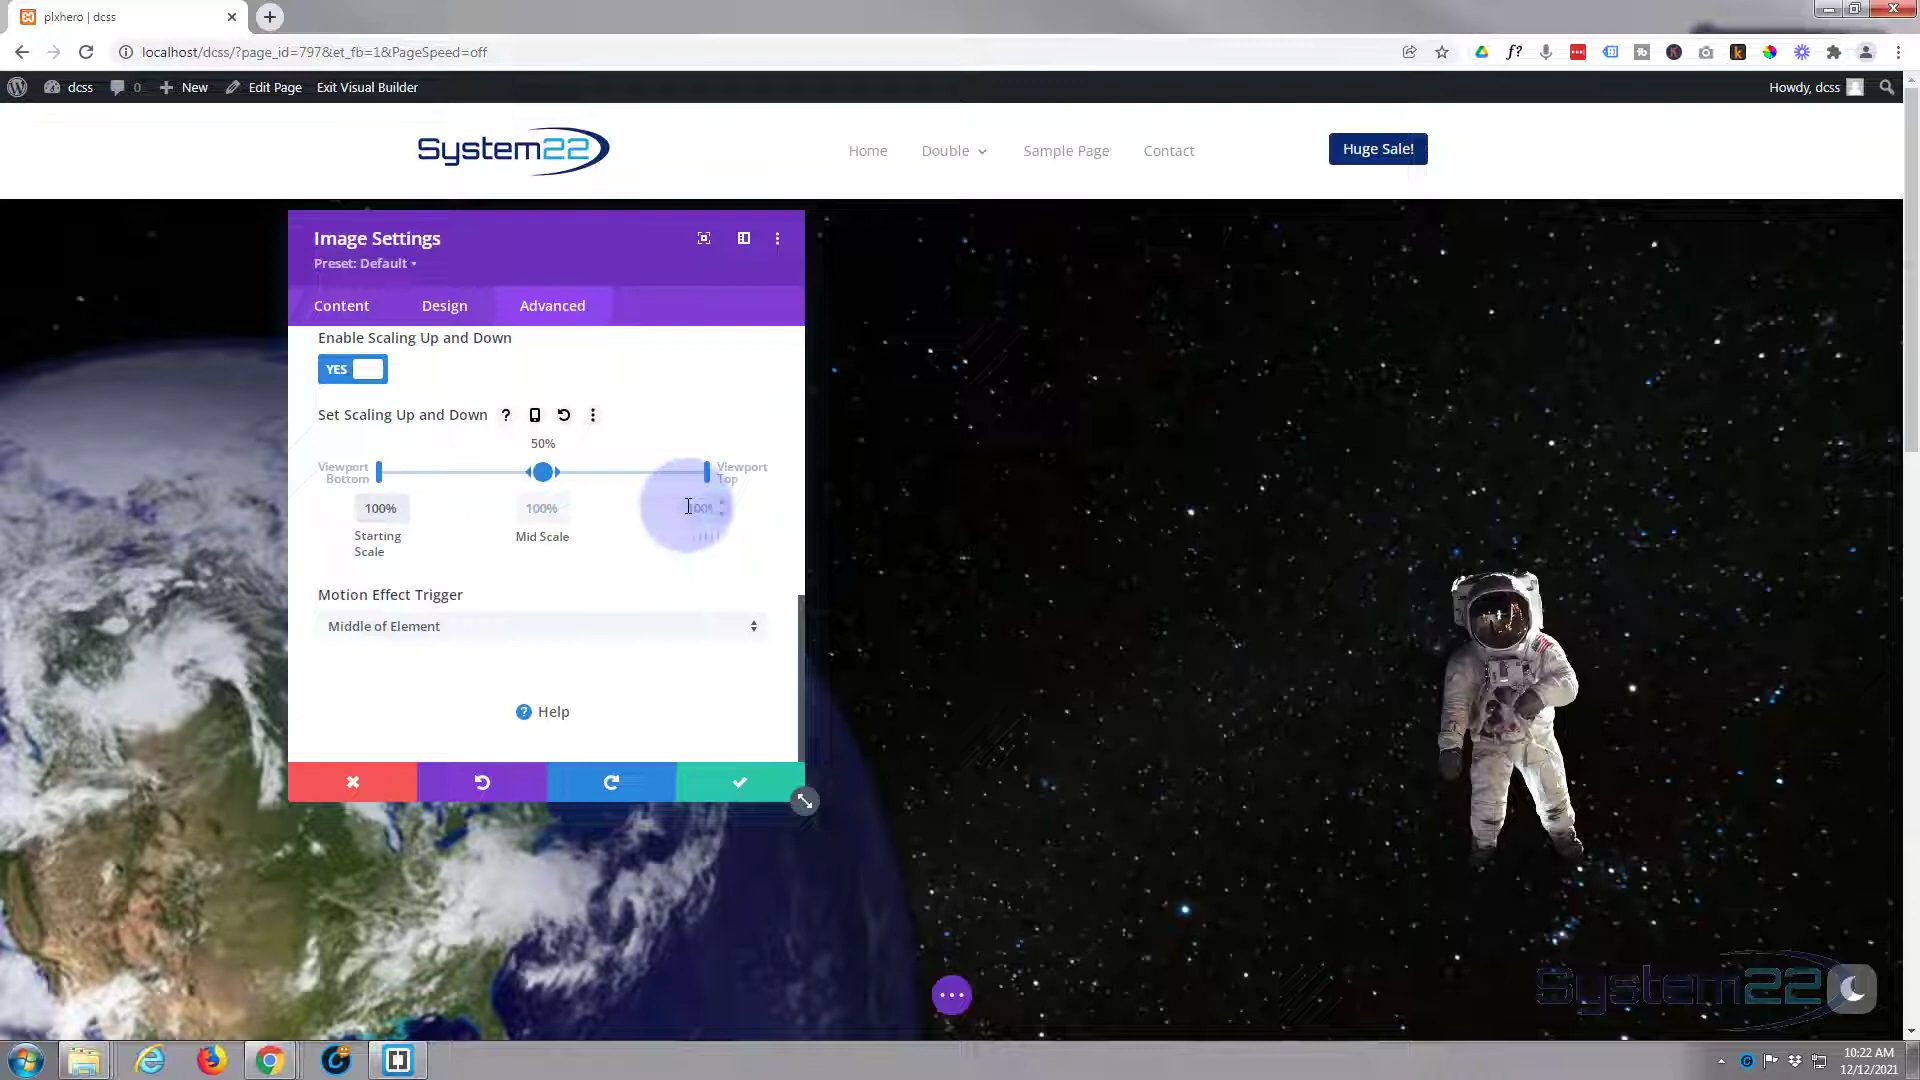 plxhero | dcss
localhost/dcss/?page_id=797&et_fb=1&PageSpeed=off
dcss
0
New
Edit Page
Exit Visual Builder
Howdy, dcss
System22
Home
Double
Sample Page
Contact
Huge Sale!
Image Settings
Preset: Default
Content
Design
Advanced
Enable Scaling Up and Down
YES
Set Scaling Up and Down
50%
Viewport
Bottom
Viewport
Top
100%
100%
Starting
Scale
Mid Scale
Motion Effect Trigger
Middle of Element
Help
System22
10:22 AM
12/12/2021